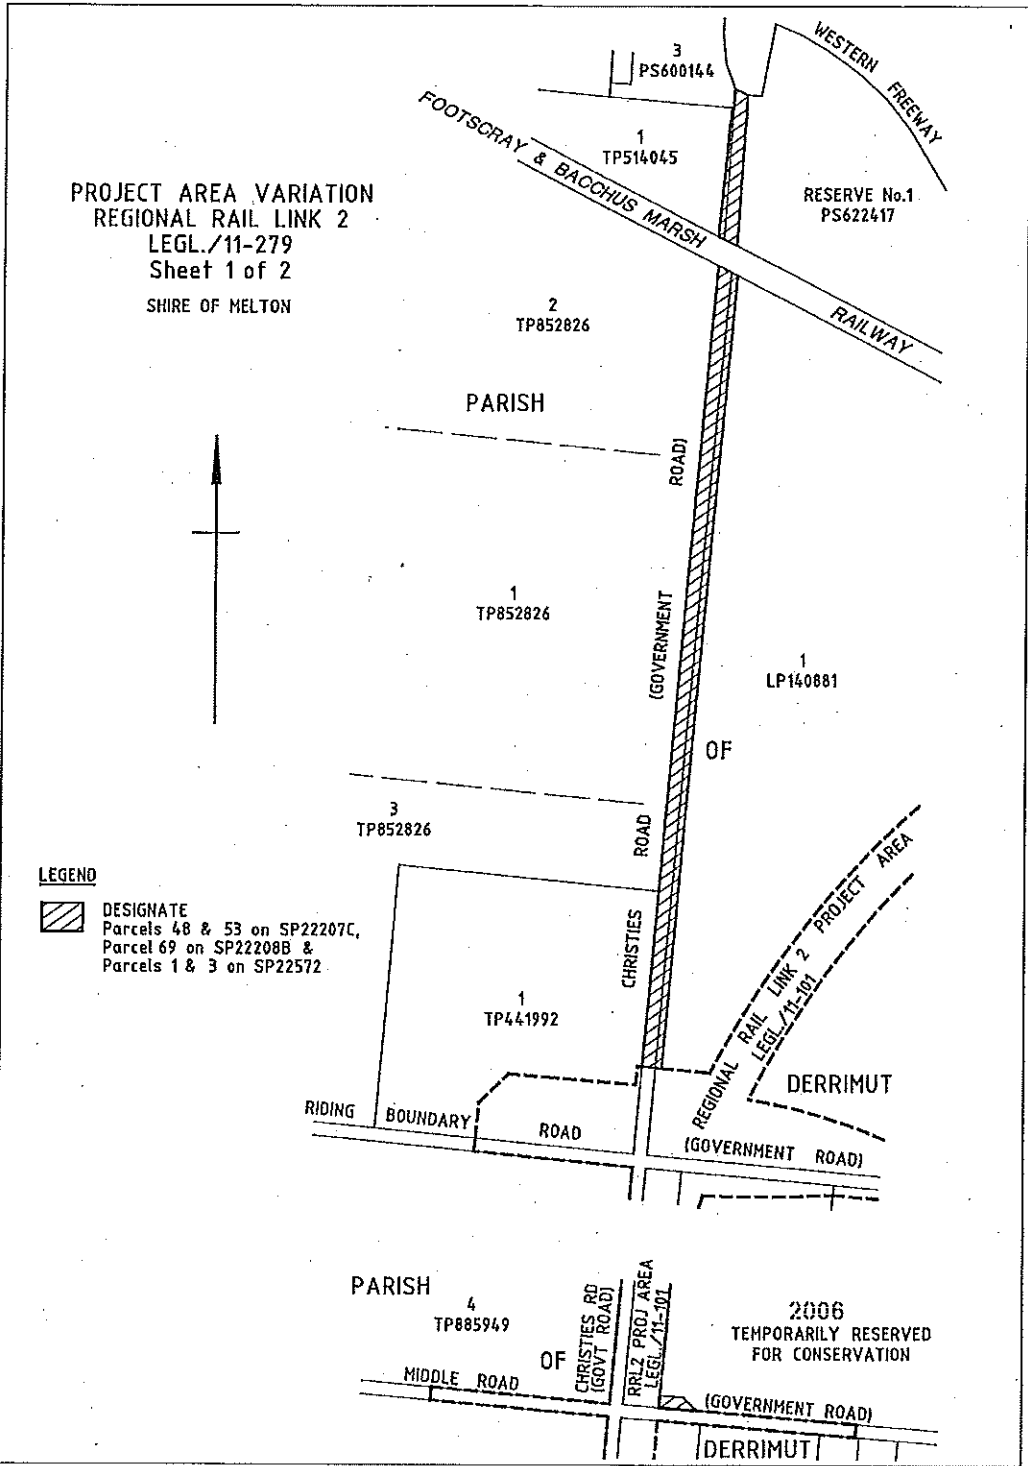 PROJECT AREA VARIATION
REGIONAL RAIL LINK 2
LEGL./11-279
Sheet 1 of 2
SHIRE OF MELTON
3
PS600144
WESTERN FREEWAY
FOOTSCRAY & BACCHUS MARSH RAILWAY
1
TP514045
RESERVE No.1
PS622417
2
TP852826
PARISH
1
TP852826
CHRISTIES ROAD (GOVERNMENT ROAD)
1
LP140881
OF
3
TP852826
LEGEND
DESIGNATE
Parcels 48 & 53 on SP22207C,
Parcel 69 on SP22208B &
Parcels 1 & 3 on SP22572
1
TP441992
REGIONAL RAIL LINK 2 PROJECT AREA
LEGL./11-101
DERRIMUT
RIDING BOUNDARY ROAD (GOVERNMENT ROAD)
PARISH
4
TP885949
OF
CHRISTIES RD
(GOVT ROAD)
RRL2 PROJ AREA
LEGL./11-101
2006
TEMPORARILY RESERVED
FOR CONSERVATION
MIDDLE ROAD (GOVERNMENT ROAD)
DERRIMUT